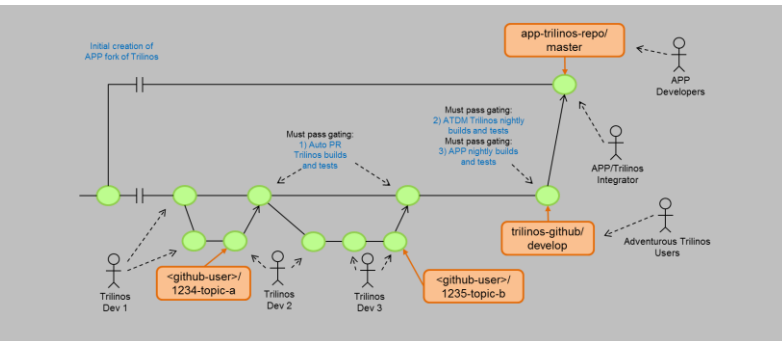 Initial creation of
APP fork of Trilinos
app-trilinos-repo/
master
APP
Developers
Must pass gating:
2) ATDM Trilinos nightly
builds and tests
Must pass gating:
3) APP nightly builds
and tests
Must pass gating:
1) Auto PR
Trilinos builds
and tests
APP/Trilinos
Integrator
trilinos-github/
develop
Adventurous Trilinos
Users
Trilinos
Dev 1
<github-user>/
1234-topic-a
Trilinos
Dev 2
Trilinos
Dev 3
<github-user>/
1235-topic-b